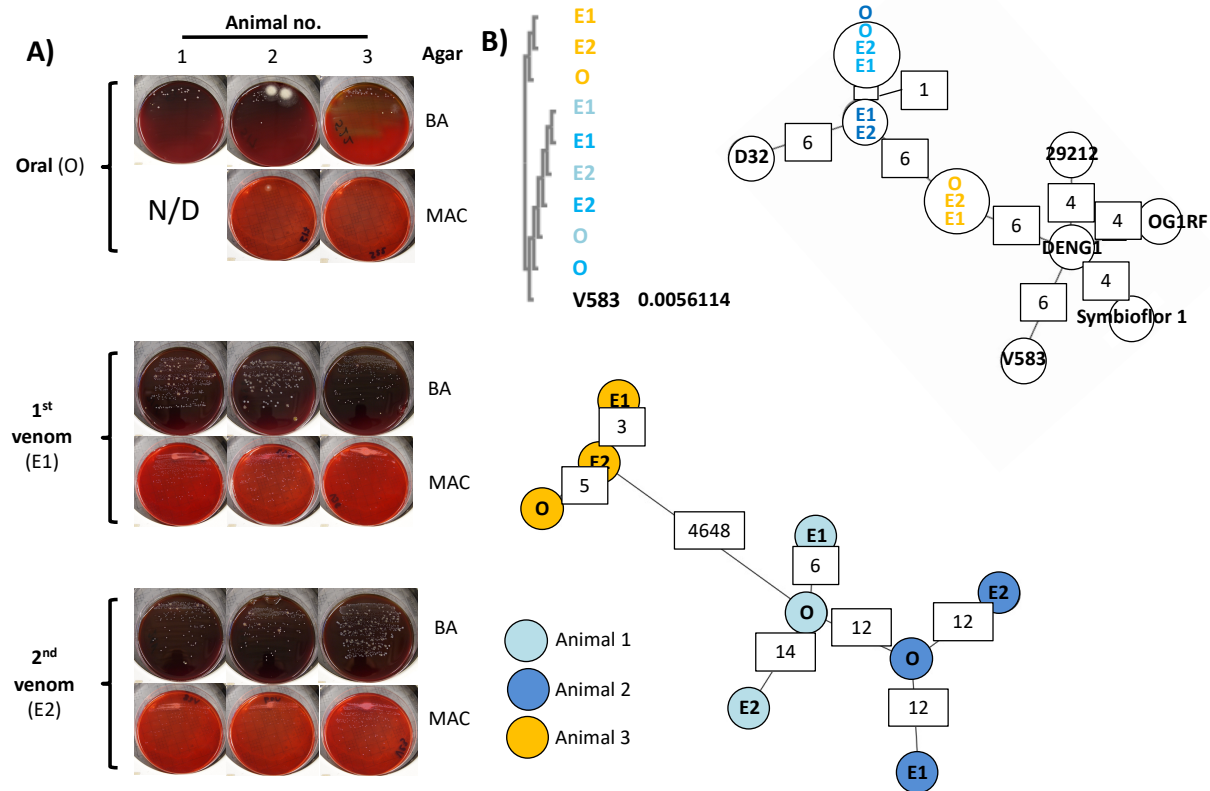 A)
Animal no.
1 2 3 Agar
Oral (O)
BA
N/D
MAC
1st
venom
(E1)
BA
MAC
2nd
venom
(E2)
BA
MAC
B)
E1
E2
O
E1
E1
E2
E2
O
O
V583 0.0056114
O
O
E2
E1
1
E1
E2
D32
6
6
O
E2
E1
6
29212
4
4
OG1RF
DENG1
4
6
Symbioflor 1
V583
E1
3
E2
5
O
4648
E1
6
O
12
14
E2
E2
12
O
12
E1
Animal 1
Animal 2
Animal 3